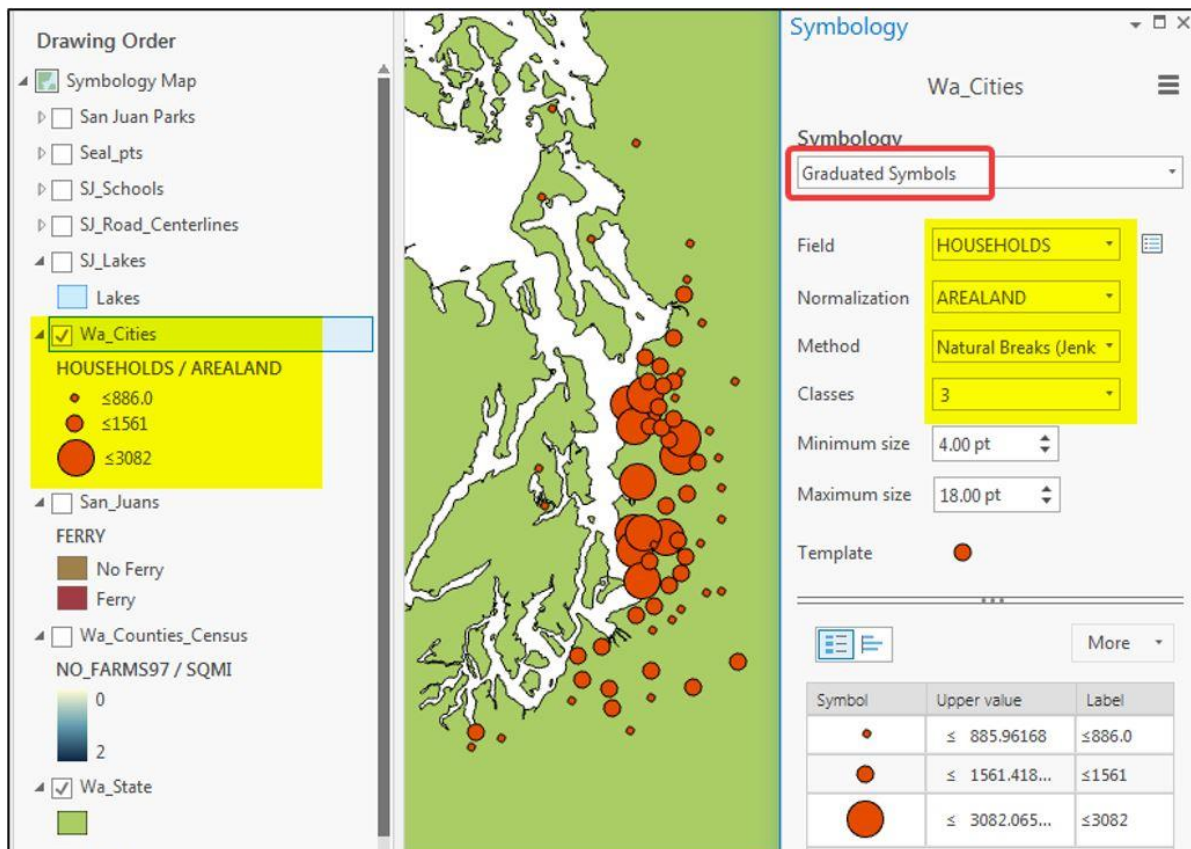 Drawing Order
Symbology Map
San Juan Parks
Seal_pts
SJ_Schools
SJ_Road_Centerlines
SJ_Lakes
Lakes
Wa_Cities
HOUSEHOLDS / AREALAND
≤886.0
≤1561
≤3082
San_Juans
FERRY
No Ferry
Ferry
Wa_Counties_Census
NO_FARMS97 / SQMI
0
2
Wa_State
Symbology
Wa_Cities
Symbology
Graduated Symbols
Field HOUSEHOLDS
Normalization AREALAND
Method Natural Breaks (Jenk
Classes 3
Minimum size 4.00 pt
Maximum size 18.00 pt
Template
More
Symbol Upper value Label
≤ 885.96168 ≤886.0
≤ 1561.418... ≤1561
≤ 3082.065... ≤3082